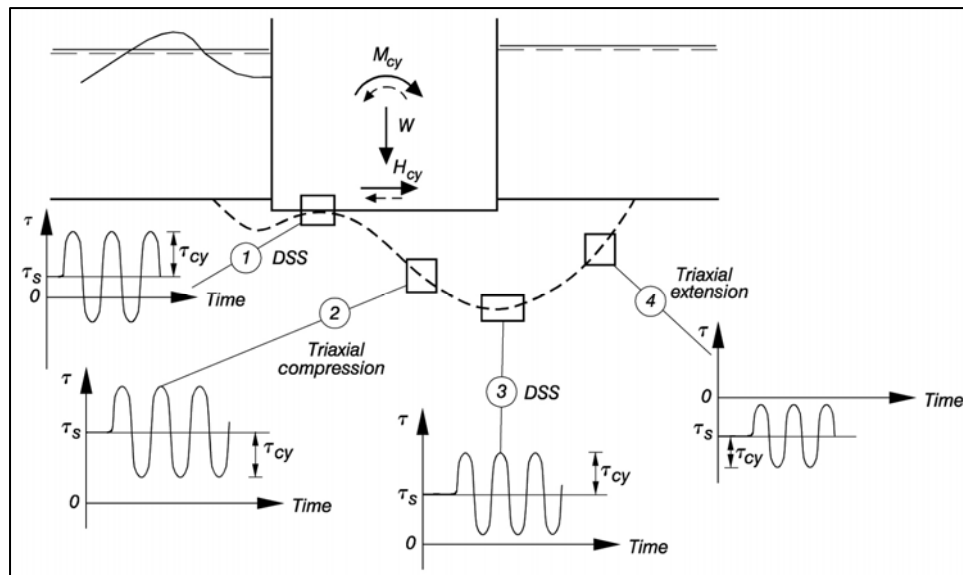 M_cy
W
H_cy
τ
τ_cy
τ_s
0
Time
1 DSS
2
Triaxial
compression
τ
τ_s
τ_cy
0
Time
3 DSS
τ
τ_cy
τ_s
0
Time
4
Triaxial
extension
τ
0
Time
τ_s
τ_cy